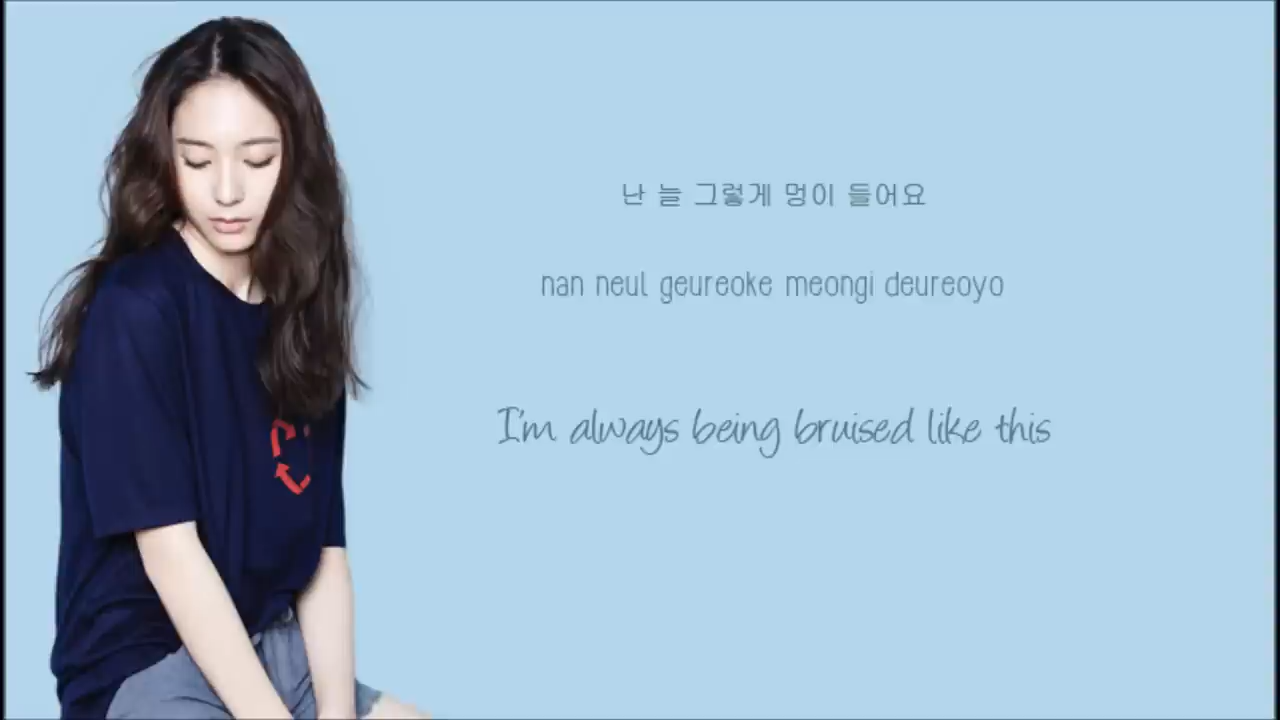 난 늘 그렇게 멍이 들어요
nan neul geureoke meongi deureoyo
I'm always being bruised like this